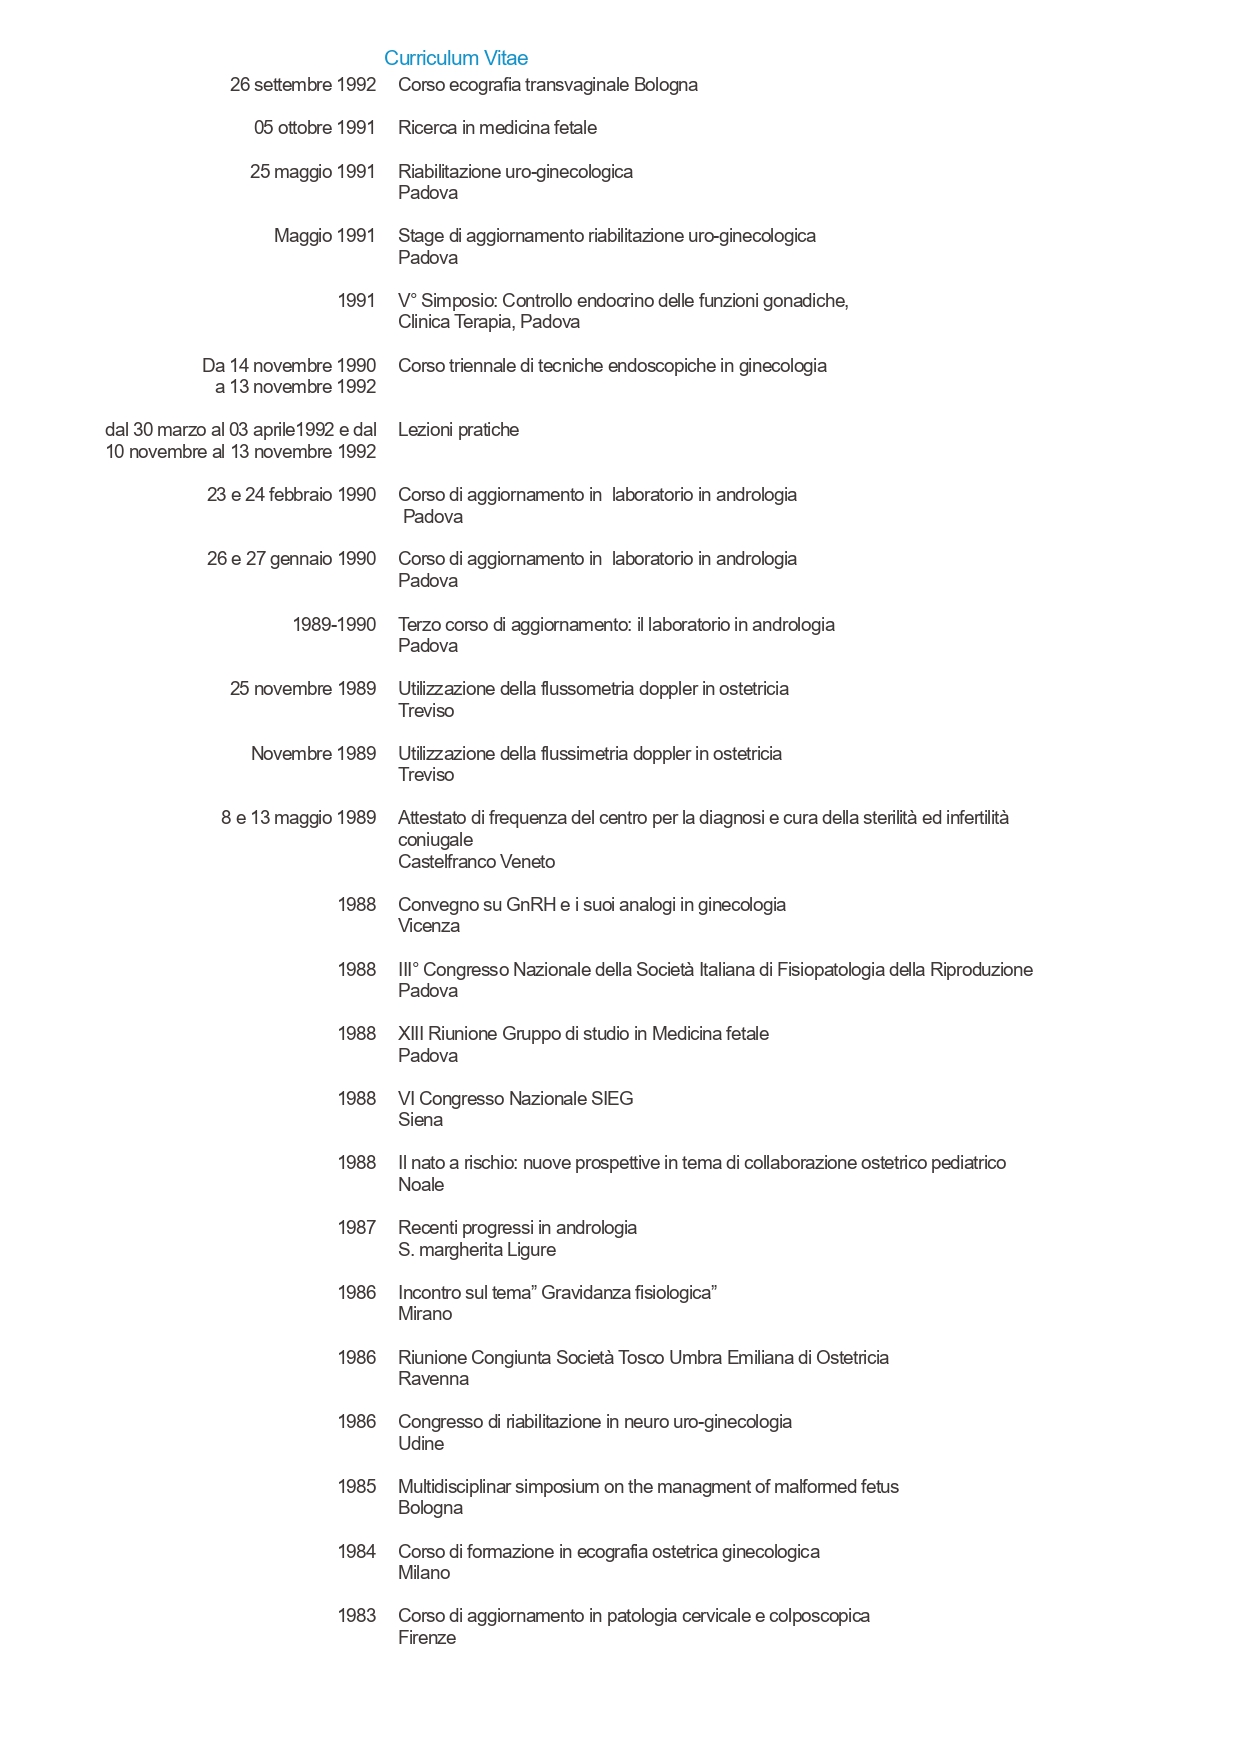 Curriculum Vitae
26 settembre 1992 Corso ecografia transvaginale Bologna
05 ottobre 1991 Ricerca in medicina fetale
25 maggio 1991 Riabilitazione uro-ginecologica
Padova
Maggio 1991 Stage di aggiornamento riabilitazione uro-ginecologica
Padova
1991 V° Simposio: Controllo endocrino delle funzioni gonadiche,
Clinica Terapia, Padova
Da 14 novembre 1990 Corso triennale di tecniche endoscopiche in ginecologia
a 13 novembre 1992
dal 30 marzo al 03 aprile1992 e dal Lezioni pratiche
10 novembre al 13 novembre 1992
23 e 24 febbraio 1990 Corso di aggiornamento in  laboratorio in andrologia
Padova
26 e 27 gennaio 1990 Corso di aggiornamento in  laboratorio in andrologia
Padova
1989-1990 Terzo corso di aggiornamento: il laboratorio in andrologia
Padova
25 novembre 1989 Utilizzazione della flussometria doppler in ostetricia
Treviso
Novembre 1989 Utilizzazione della flussimetria doppler in ostetricia
Treviso
8 e 13 maggio 1989 Attestato di frequenza del centro per la diagnosi e cura della sterilità ed infertilità
coniugale
Castelfranco Veneto
1988 Convegno su GnRH e i suoi analogi in ginecologia
Vicenza
1988 III° Congresso Nazionale della Società Italiana di Fisiopatologia della Riproduzione
Padova
1988 XIII Riunione Gruppo di studio in Medicina fetale
Padova
1988 VI Congresso Nazionale SIEG
Siena
1988 Il nato a rischio: nuove prospettive in tema di collaborazione ostetrico pediatrico
Noale
1987 Recenti progressi in andrologia
S. margherita Ligure
1986 Incontro sul tema” Gravidanza fisiologica”
Mirano
1986 Riunione Congiunta Società Tosco Umbra Emiliana di Ostetricia
Ravenna
1986 Congresso di riabilitazione in neuro uro-ginecologia
Udine
1985 Multidisciplinar simposium on the managment of malformed fetus
Bologna
1984 Corso di formazione in ecografia ostetrica ginecologica
Milano
1983 Corso di aggiornamento in patologia cervicale e colposcopica
Firenze